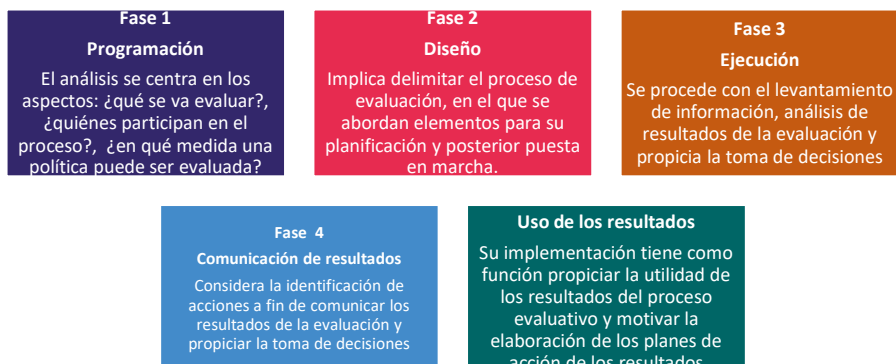 Fase 1
Programación
El análisis se centra en los
aspectos: ¿qué se va evaluar?,
¿quiénes participan en el
proceso?, ¿en qué medida una
política puede ser evaluada?
Fase 2
Diseño
Implica delimitar el proceso de
evaluación, en el que se
abordan elementos para su
planificación y posterior puesta
en marcha.
Fase 3
Ejecución
Se procede con el levantamiento
de información, análisis de
resultados de la evaluación y
propicia la toma de decisiones
Fase 4
Comunicación de resultados
Considera la identificación de
acciones a fin de comunicar los
resultados de la evaluación y
propiciar la toma de decisiones
Uso de los resultados
Su implementación tiene como
función propiciar la utilidad de
los resultados del proceso
evaluativo y motivar la
elaboración de los planes de
acción de los resultados